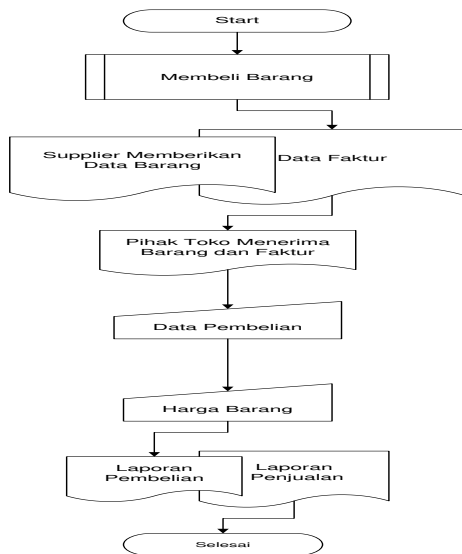 Start
Membeli Barang
Supplier Memberikan
Data Barang
Data Faktur
Pihak Toko Menerima
Barang dan Faktur
Data Pembelian
Harga Barang
Laporan
Pembelian
Laporan
Penjualan
Selesai